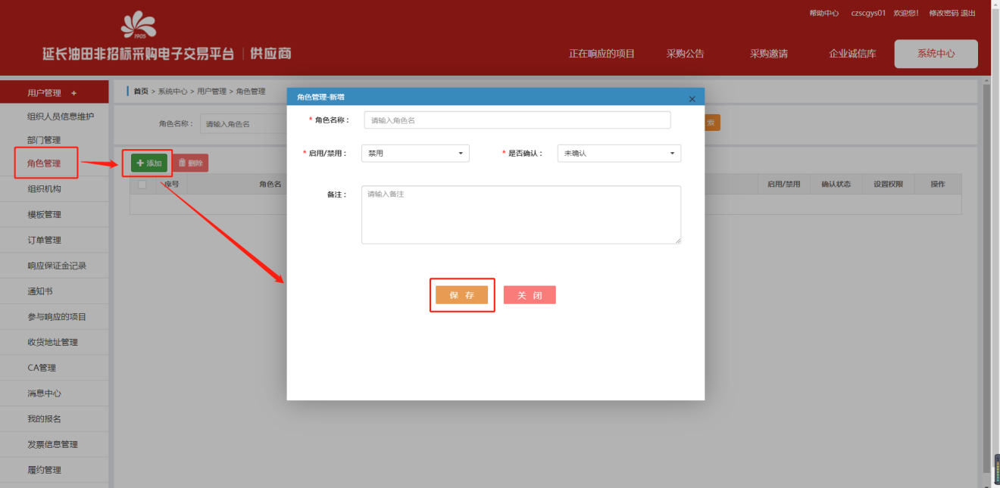 帮助中心 czscgys01 欢迎您! 修改密码 退出
1905
延长油田非招标采购电子交易平台 | 供应商
正在响应的项目 采购公告 采购邀请 企业诚信库 系统中心
用户管理 +
首页 > 系统中心 > 用户管理 > 角色管理
组织人员信息维护
部门管理
角色管理
组织机构
模板管理
订单管理
响应保证金记录
通知书
参与响应的项目
收货地址管理
CA管理
消息中心
我的报名
发票信息管理
履约管理
角色名称: 请输入角色名
索
添加 删除
序号 角色名 启用/禁用 确认状态 设置权限 操作
角色管理-新增 ×
* 角色名称: 请输入角色名
* 启用/禁用: 禁用 * 是否确认: 未确认
备注: 请输入备注
保 存 关 闭